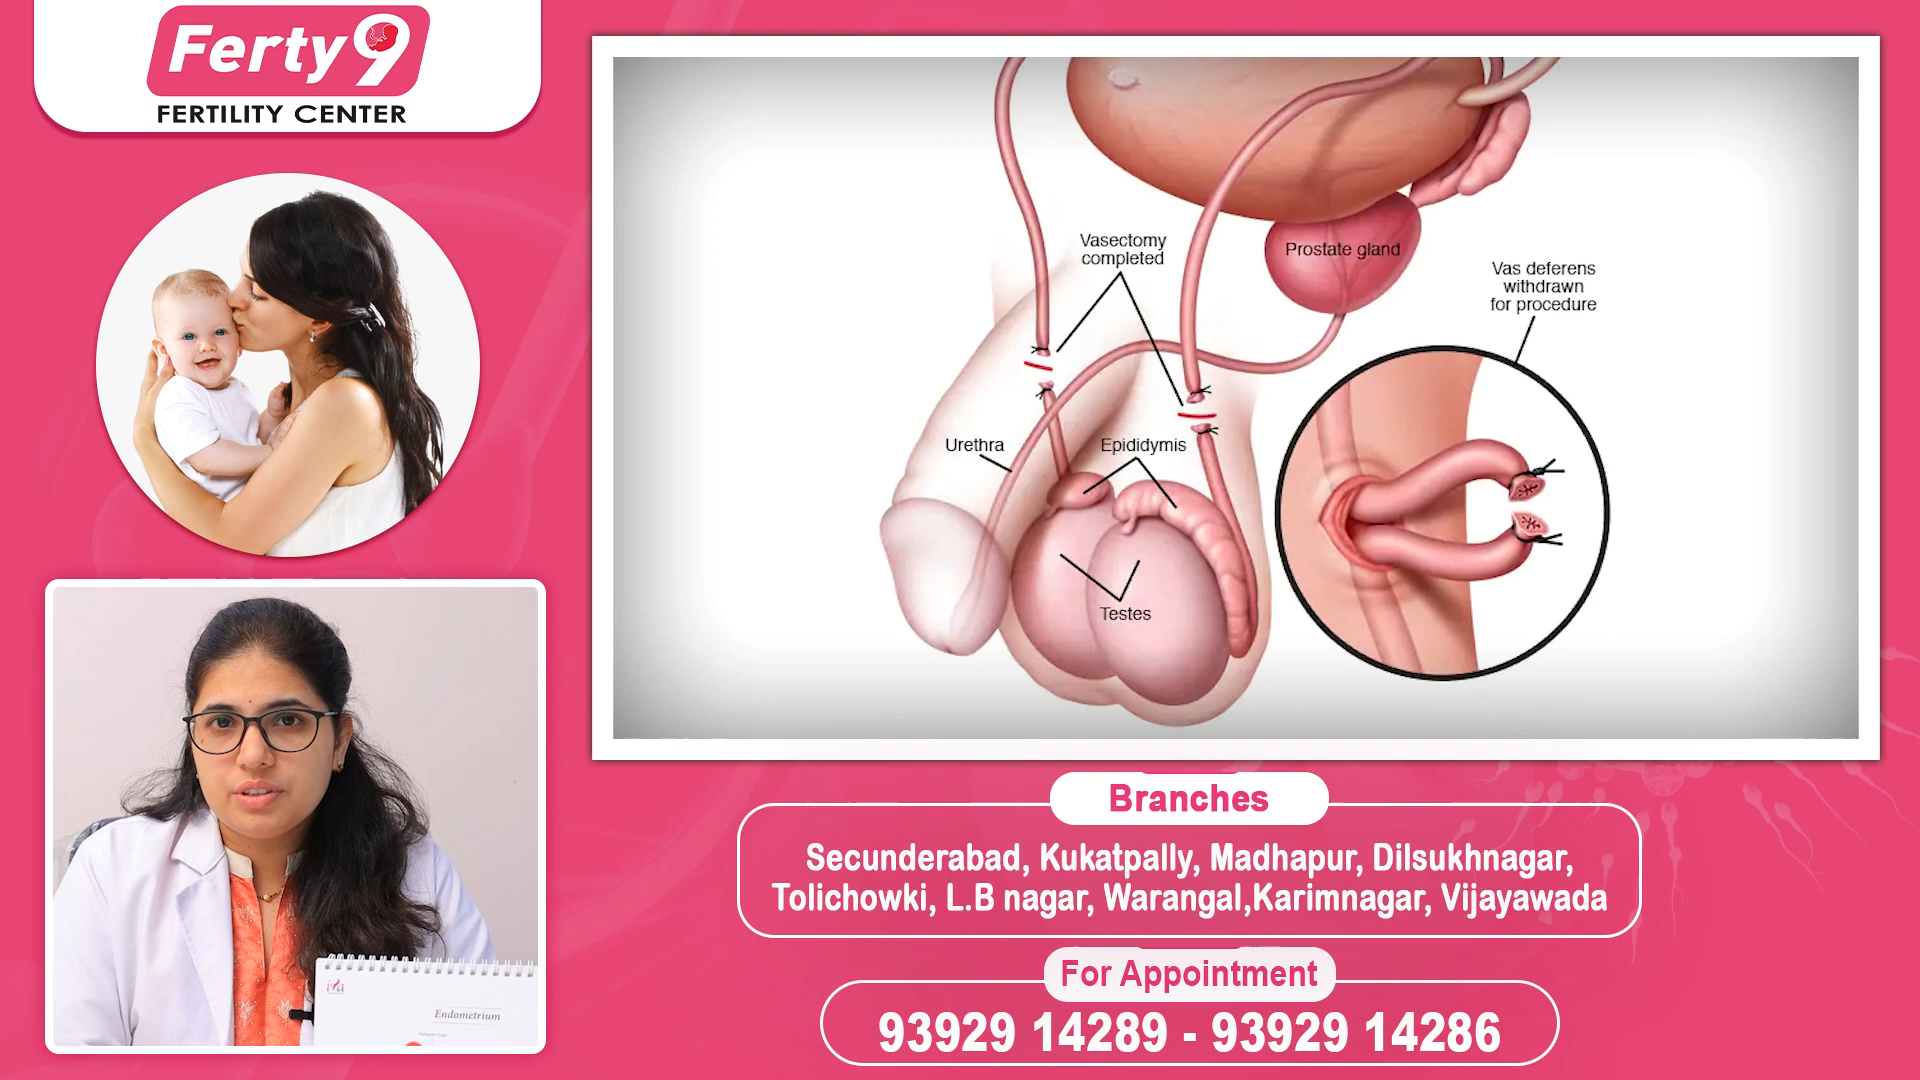 Ferty9
FERTILITY CENTER
Vasectomy
completed
Prostate gland
Vas deferens
withdrawn
for procedure
Urethra
Epididymis
Testes
Endometrium
Branches
Secunderabad, Kukatpally, Madhapur, Dilsukhnagar,
Tolichowki, L.B nagar, Warangal,Karimnagar, Vijayawada
For Appointment
93929 14289 - 93929 14286